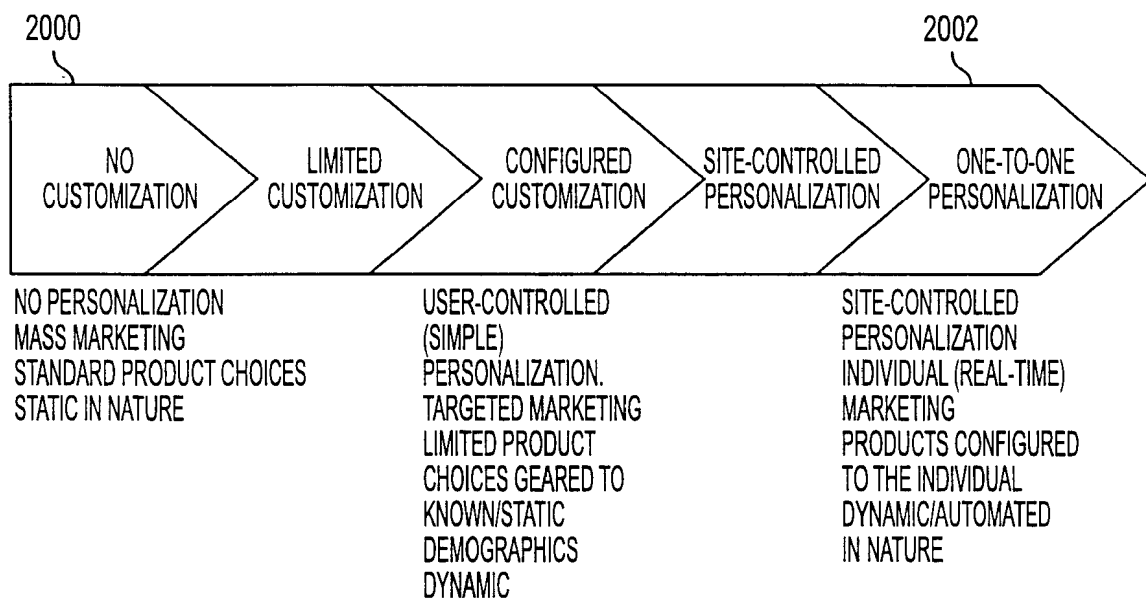 2000
2002
NO
CUSTOMIZATION
LIMITED
CUSTOMIZATION
CONFIGURED
CUSTOMIZATION
SITE-CONTROLLED
PERSONALIZATION
ONE-TO-ONE
PERSONALIZATION
NO PERSONALIZATION
MASS MARKETING
STANDARD PRODUCT CHOICES
STATIC IN NATURE
USER-CONTROLLED
(SIMPLE)
PERSONALIZATION.
TARGETED MARKETING
LIMITED PRODUCT
CHOICES GEARED TO
KNOWN/STATIC
DEMOGRAPHICS
DYNAMIC
SITE-CONTROLLED
PERSONALIZATION
INDIVIDUAL (REAL-TIME)
MARKETING
PRODUCTS CONFIGURED
TO THE INDIVIDUAL
DYNAMIC/AUTOMATED
IN NATURE